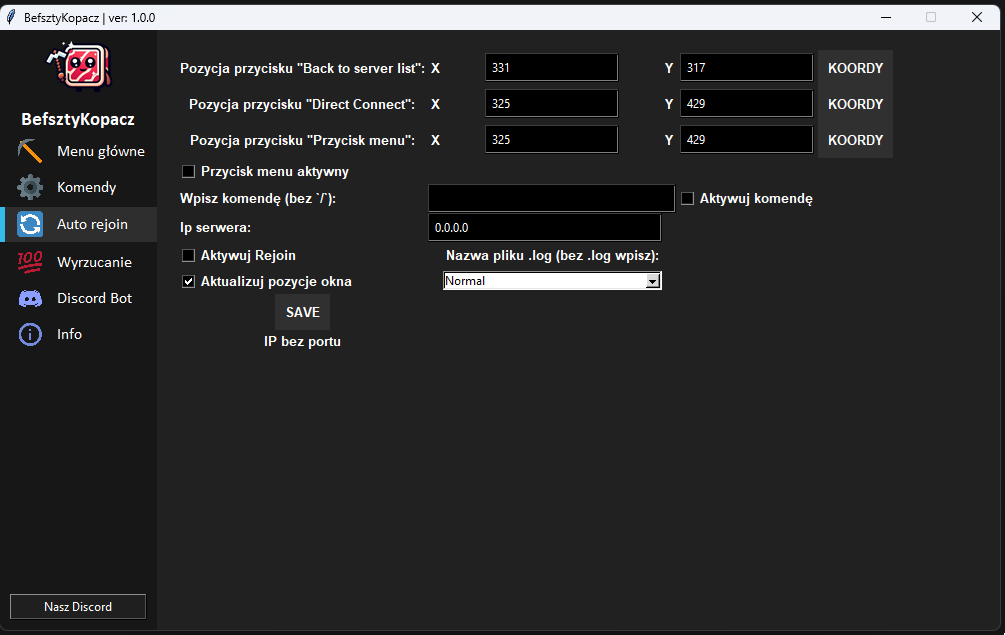 BefsztyKopacz | ver: 1.0.0
BefsztyKopacz
Menu główne
Komendy
Auto rejoin
100
Wyrzucanie
Discord Bot
Info
Nasz Discord
Pozycja przycisku "Back to server list": X 331 Y 317 KOORDY
Pozycja przycisku "Direct Connect": X 325 Y 429 KOORDY
Pozycja przycisku "Przycisk menu": X 325 Y 429 KOORDY
Przycisk menu aktywny
Wpisz komendę (bez `/`): Aktywuj komendę
Ip serwera: 0.0.0.0
Aktywuj Rejoin Nazwa pliku .log (bez .log wpisz):
Aktualizuj pozycje okna Normal
SAVE
IP bez portu